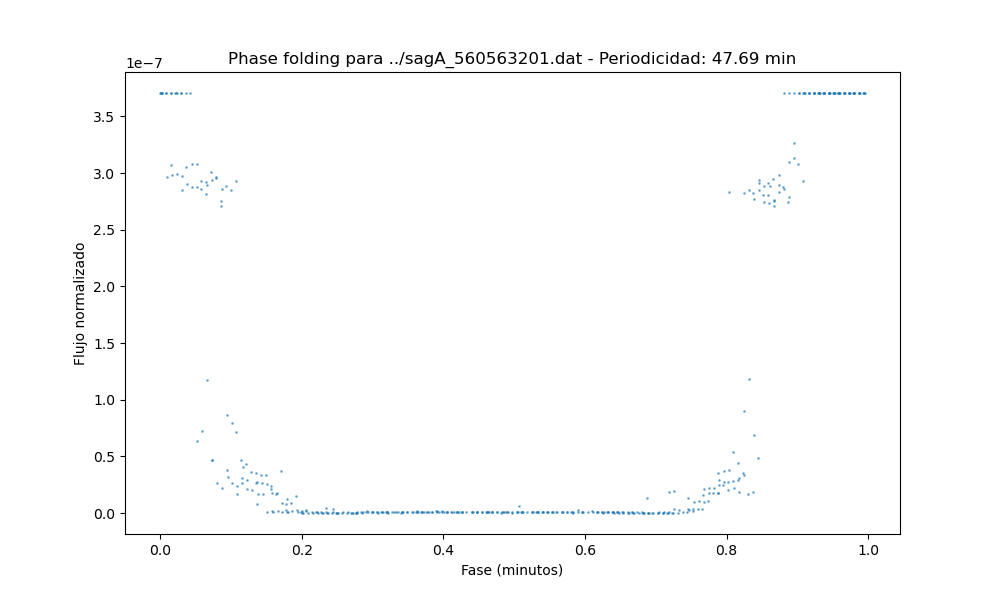 Phase folding para ../sagA_560563201.dat - Periodicidad: 47.69 min
1e−7
3.5
3.0
2.5
2.0
1.5
1.0
0.5
0.0
Flujo normalizado
0.0 0.2 0.4 0.6 0.8 1.0
Fase (minutos)